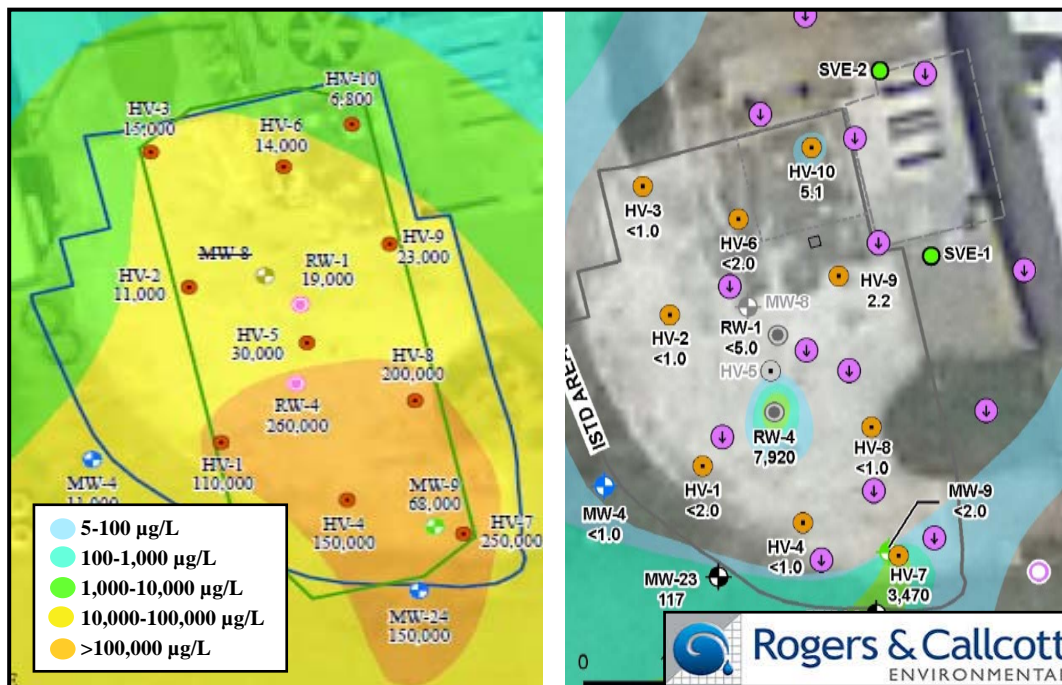 HV-10
6,800
HV-3
15,000
HV-6
14,000
MW-8
RW-1
19,000
HV-9
23,000
HV-2
11,000
HV-5
30,000
HV-8
200,000
RW-4
260,000
HV-1
110,000
MW-4
MW-9
68,000
HV-4
150,000
HV-7
250,000
MW-24
150,000
5-100 µg/L
100-1,000 µg/L
1,000-10,000 µg/L
10,000-100,000 µg/L
>100,000 µg/L
SVE-2
HV-10
5.1
HV-3
<1.0
HV-6
<2.0
SVE-1
HV-9
2.2
MW-8
HV-2
<1.0
RW-1
<5.0
HV-5
ISTD AREA
RW-4
7,920
HV-8
<1.0
HV-1
<2.0
MW-4
<1.0
MW-9
<2.0
HV-4
<1.0
HV-7
3,470
MW-23
117
0
Rogers & Callcott
ENVIRONMENTAL